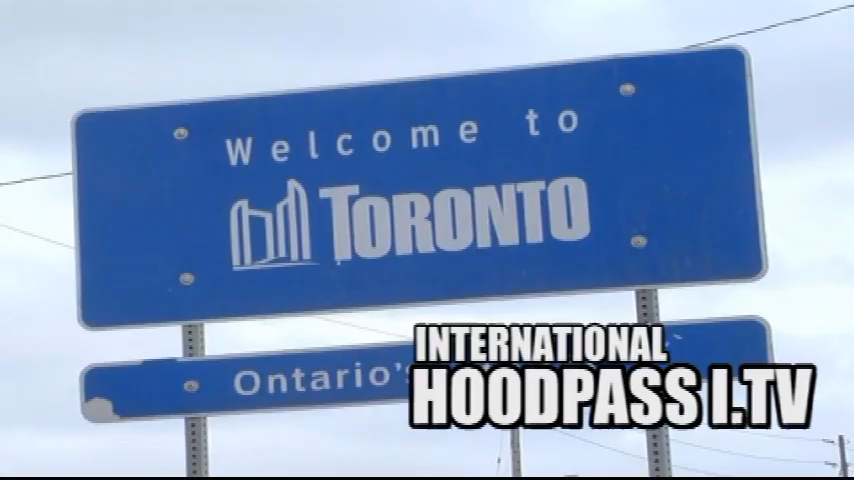 Welcome to
TORONTO
Ontario's
INTERNATIONAL
HOODPASS I.TV